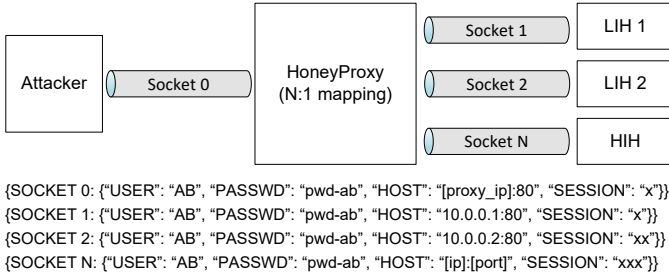 Attacker
Socket 0
HoneyProxy
(N:1 mapping)
Socket 1
LIH 1
Socket 2
LIH 2
Socket N
HIH
{SOCKET 0: {“USER”: “AB”, “PASSWD”: “pwd-ab”, “HOST”: “[proxy_ip]:80”, “SESSION”: “x”}}
{SOCKET 1: {“USER”: “AB”, “PASSWD”: “pwd-ab”, “HOST”: “10.0.0.1:80”, “SESSION”: “x”}}
{SOCKET 2: {“USER”: “AB”, “PASSWD”: “pwd-ab”, “HOST”: “10.0.0.2:80”, “SESSION”: “xx”}}
{SOCKET N: {“USER”: “AB”, “PASSWD”: “pwd-ab”, “HOST”: “[ip]:[port]”, “SESSION”: “xxx”}}